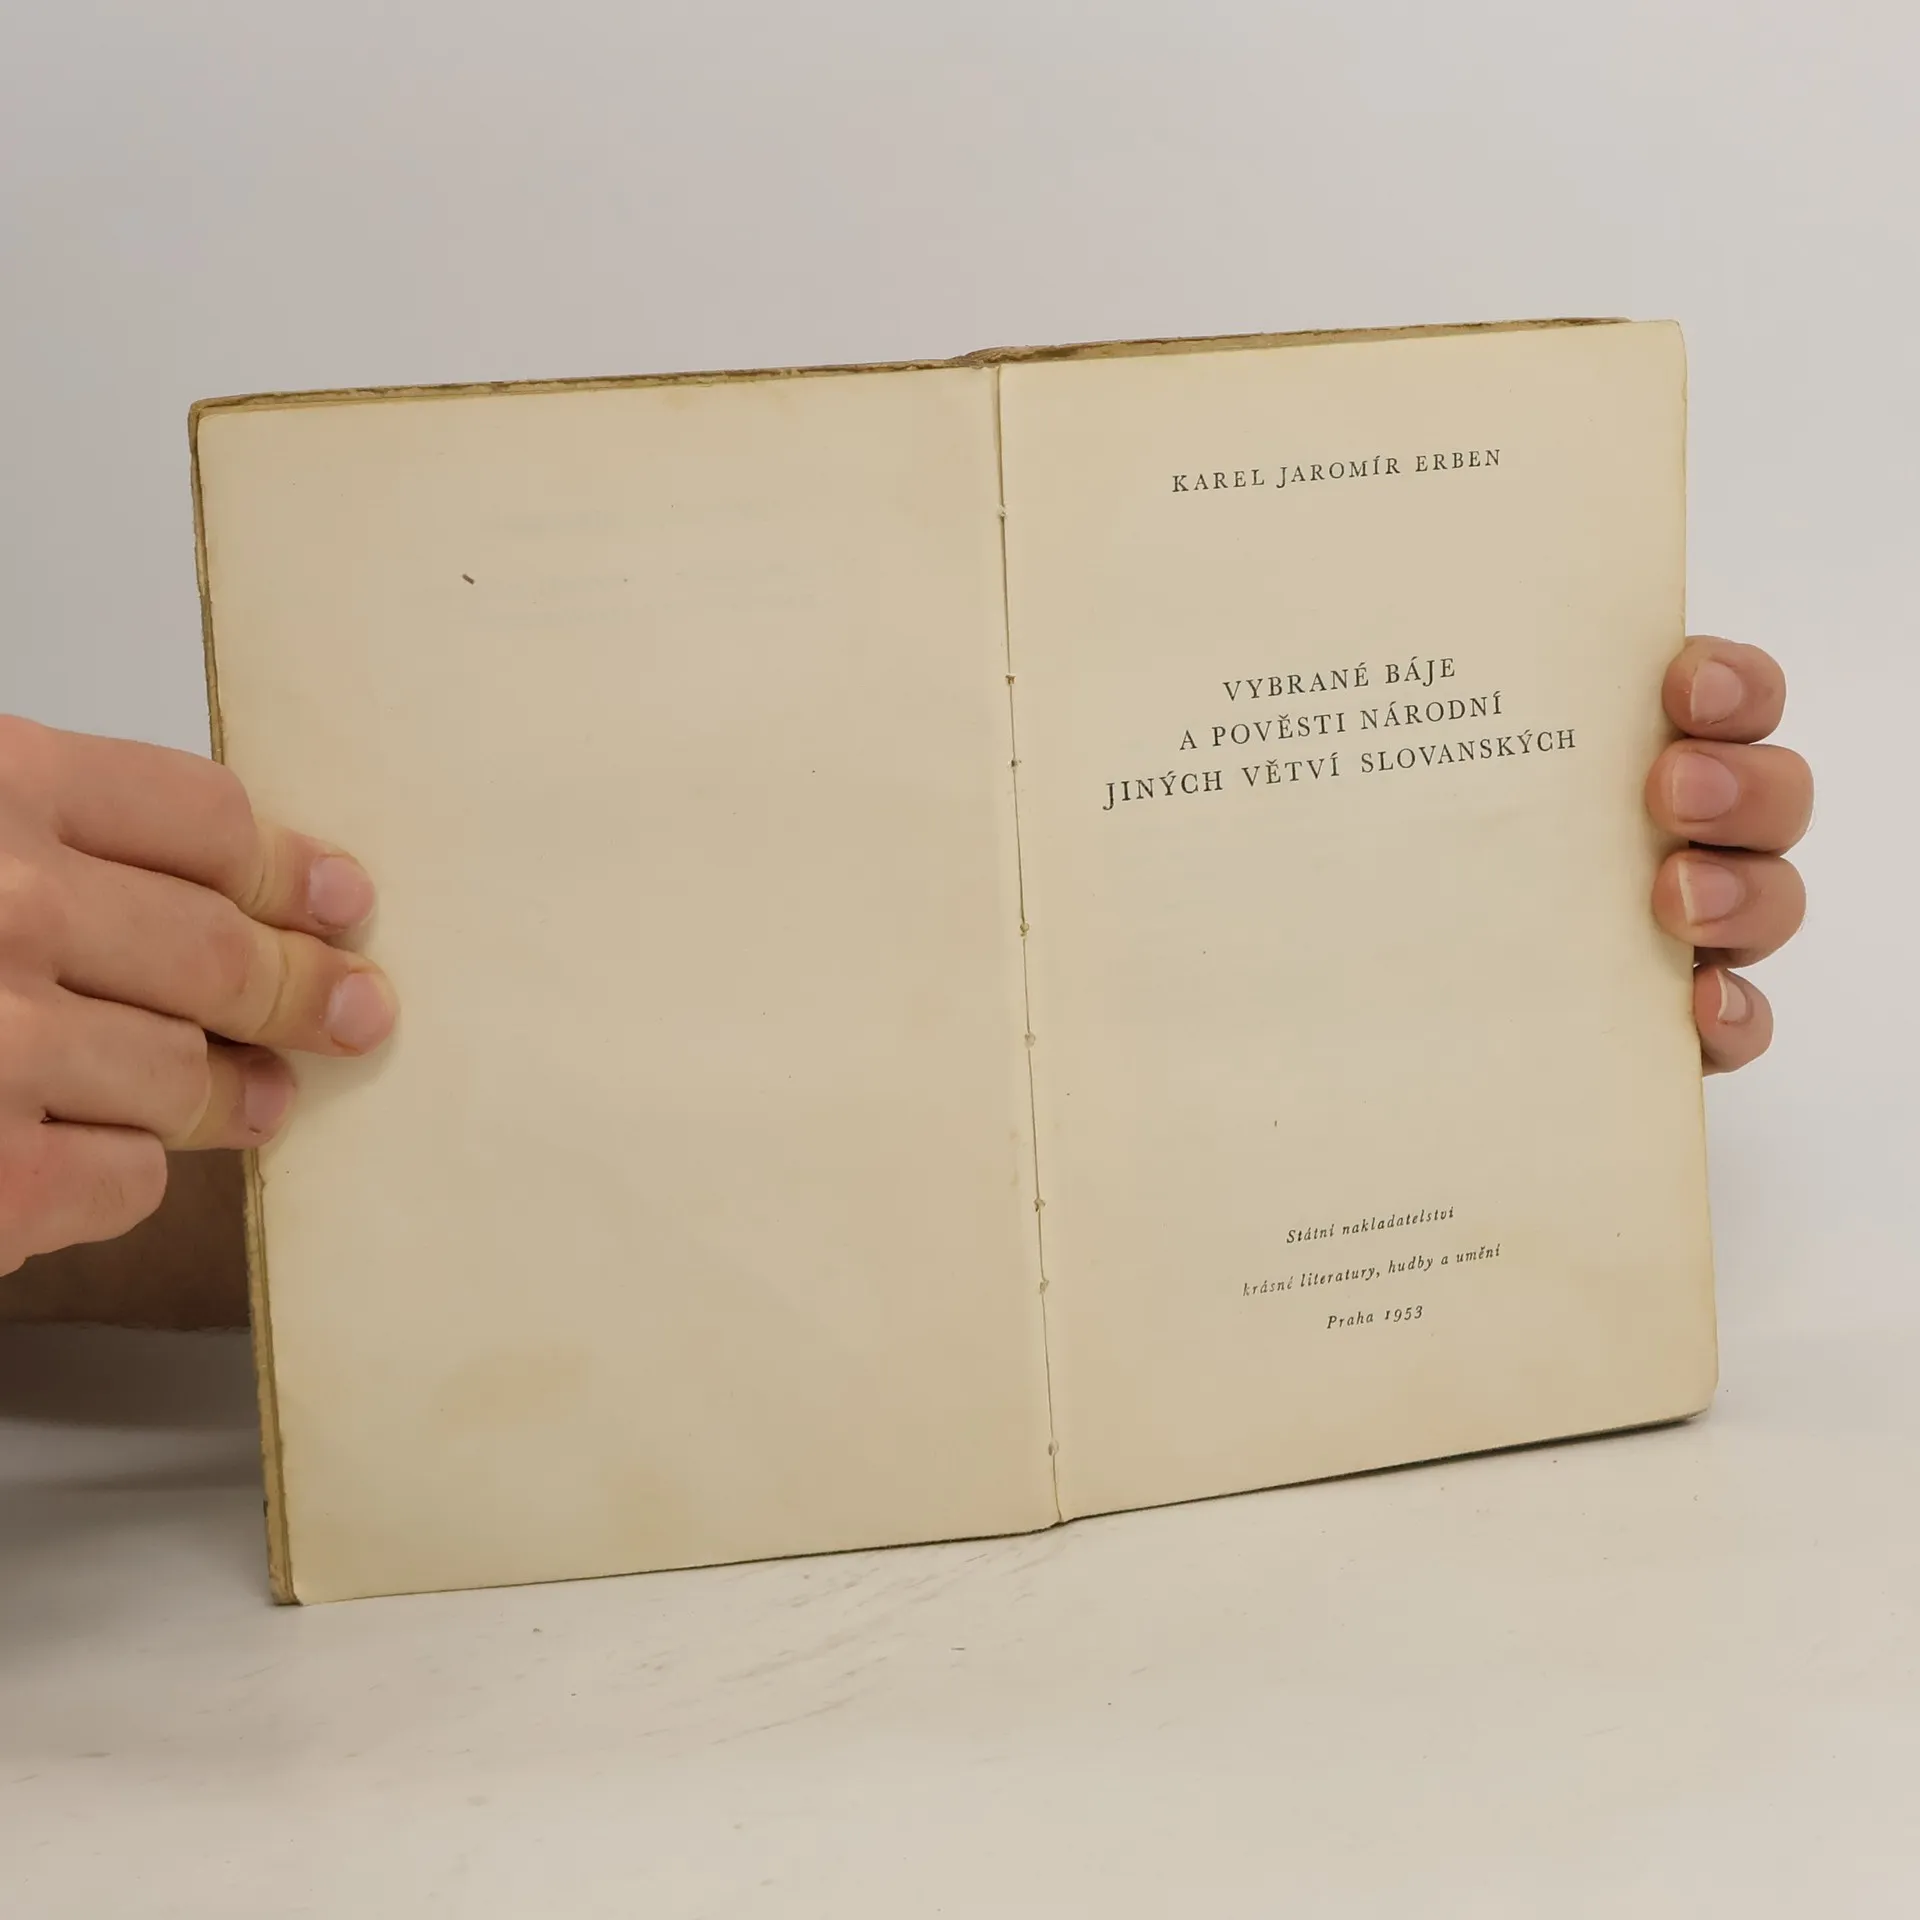 KAREL JAROMÍR ERBEN
VYBRANÉ BÁJE
A POVĚSTI NÁRODNÍ
JINÝCH VĚTVÍ SLOVANSKÝCH
Státní nakladatelství
krásné literatury, hudby a umění
Praha 1953